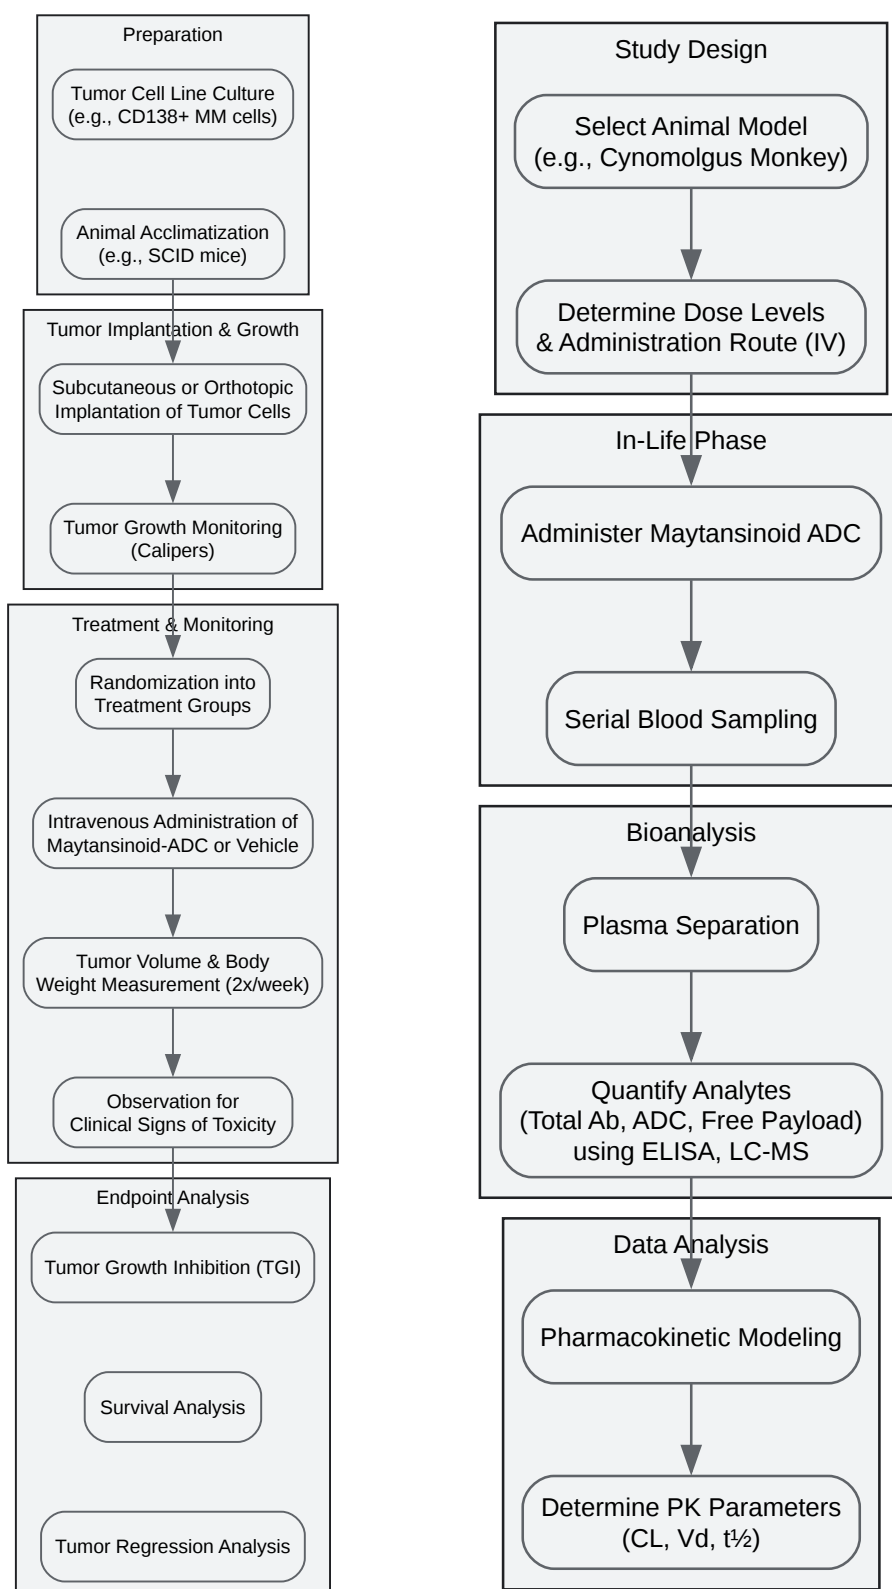 Preparation
Tumor Cell Line Culture
(e.g., CD138+ MM cells)
Animal Acclimatization
(e.g., SCID mice)
Tumor Implantation & Growth
Subcutaneous or Orthotopic
Implantation of Tumor Cells
Tumor Growth Monitoring
(Calipers)
Treatment & Monitoring
Randomization into
Treatment Groups
Intravenous Administration of
Maytansinoid-ADC or Vehicle
Tumor Volume & Body
Weight Measurement (2x/week)
Observation for
Clinical Signs of Toxicity
Endpoint Analysis
Tumor Growth Inhibition (TGI)
Survival Analysis
Tumor Regression Analysis
Study Design
Select Animal Model
(e.g., Cynomolgus Monkey)
Determine Dose Levels
& Administration Route (IV)
In-Life Phase
Administer Maytansinoid ADC
Serial Blood Sampling
Bioanalysis
Plasma Separation
Quantify Analytes
(Total Ab, ADC, Free Payload)
using ELISA, LC-MS
Data Analysis
Pharmacokinetic Modeling
Determine PK Parameters
(CL, Vd, t½)